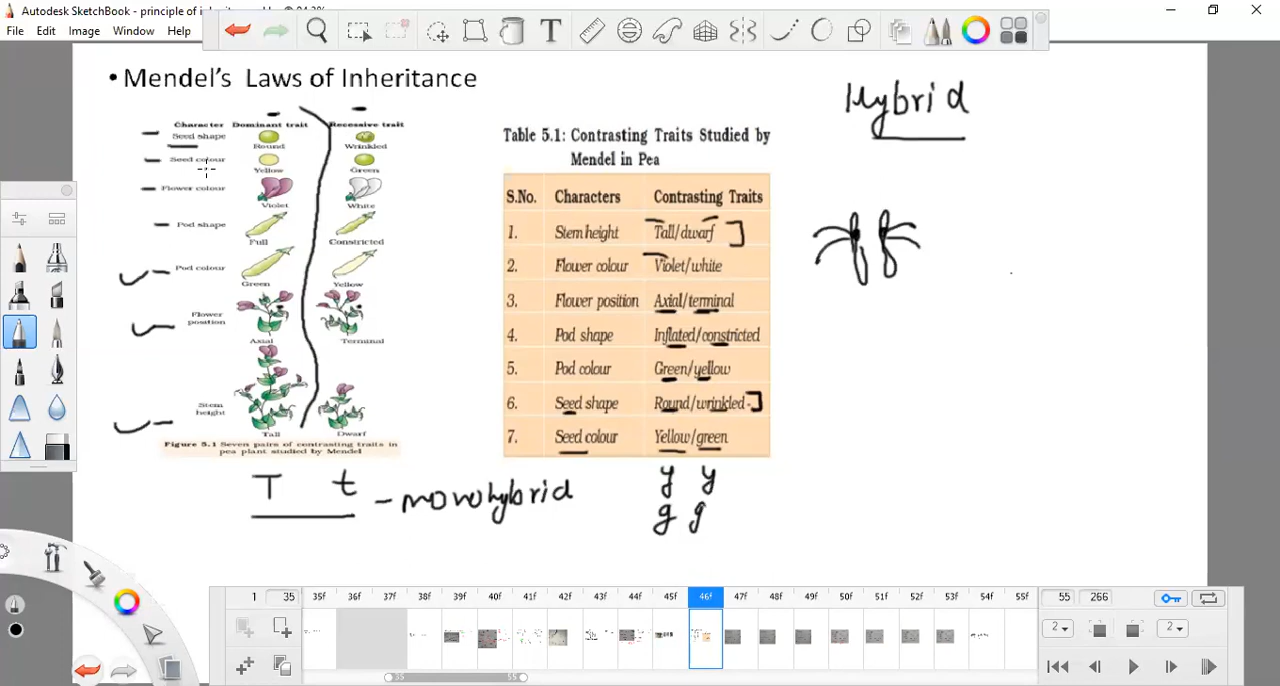 Autodesk SketchBook - principle of
File Edit Image Window Help
• Mendel's Laws of Inheritance
Hybrid
Character Dominant trait Recessive trait
Seed shape
Round Wrinkled
Seed colour
Yellow Green
Flower colour
Violet White
Pod shape
Full Constricted
Pod colour
Green Yellow
Flower
position
Axial Terminal
Stem
height
Tall Dwarf
Figure 5.1 Seven pairs of contrasting traits in
pea plant studied by Mendel
T t - monohybrid
Table 5.1: Contrasting Traits Studied by
Mendel in Pea
S.No. Characters Contrasting Traits
1. Stem height Tall/dwarf
2. Flower colour Violet/white
3. Flower position Axial/terminal
4. Pod shape Inflated/constricted
5. Pod colour Green/yellow
6. Seed shape Round/wrinkled
7. Seed colour Yellow/green
y y
g g
1 35 35f 36f 37f 38f 39f 40f 41f 42f 43f 44f 45f 46f 47f 48f 49f 50f 51f 52f 53f 54f 55f 55 266
2 2